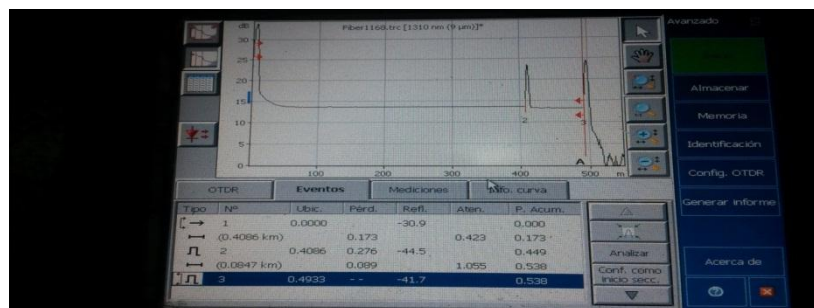 dB
Fiber1168.trc [1310 nm (9 µm)]*
Avanzado
30
25
20
15
10
5
0
2
3
A
100 200 300 400 500 m
Almacenar
Memoria
Identificación
Config. OTDR
Generar informe
Acerca de
OTDR Eventos Mediciones Info. curva
Tipo Nº Ubic. Pérd. Refl. Aten. P. Acum.
1 0.0000 -30.9 0.000
(0.4086 km) 0.173 0.423 0.173
2 0.4086 0.276 -44.5 0.449
(0.0847 km) 0.089 1.055 0.538
3 0.4933 -- -41.7 0.538
Analizar
Conf. como
inicio secc.